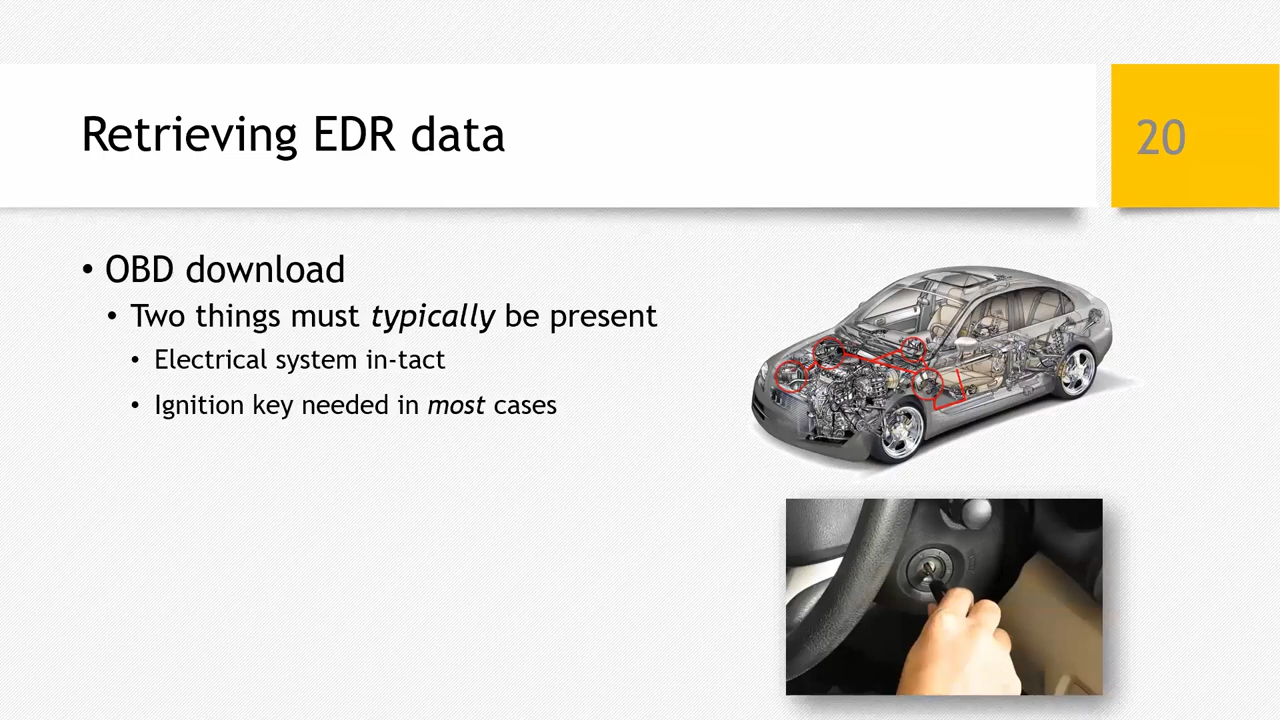 Retrieving EDR data
20
• OBD download
• Two things must typically be present
• Electrical system in-tact
• Ignition key needed in most cases